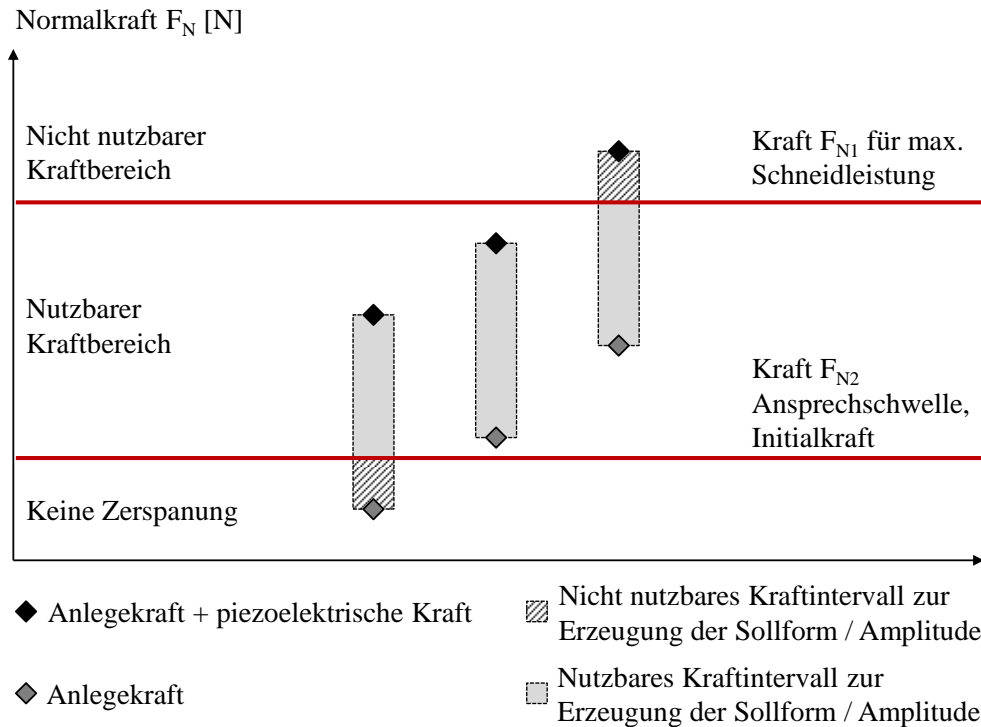 Normalkraft F_N [N]
Nicht nutzbarer
Kraftbereich
Kraft F_N1 für max.
Schneidleistung
Nutzbarer
Kraftbereich
Kraft F_N2
Ansprechschwelle,
Initialkraft
Keine Zerspanung
Anlegekraft + piezoelektrische Kraft
Nicht nutzbares Kraftintervall zur
Erzeugung der Sollform / Amplitude
Anlegekraft
Nutzbares Kraftintervall zur
Erzeugung der Sollform / Amplitude